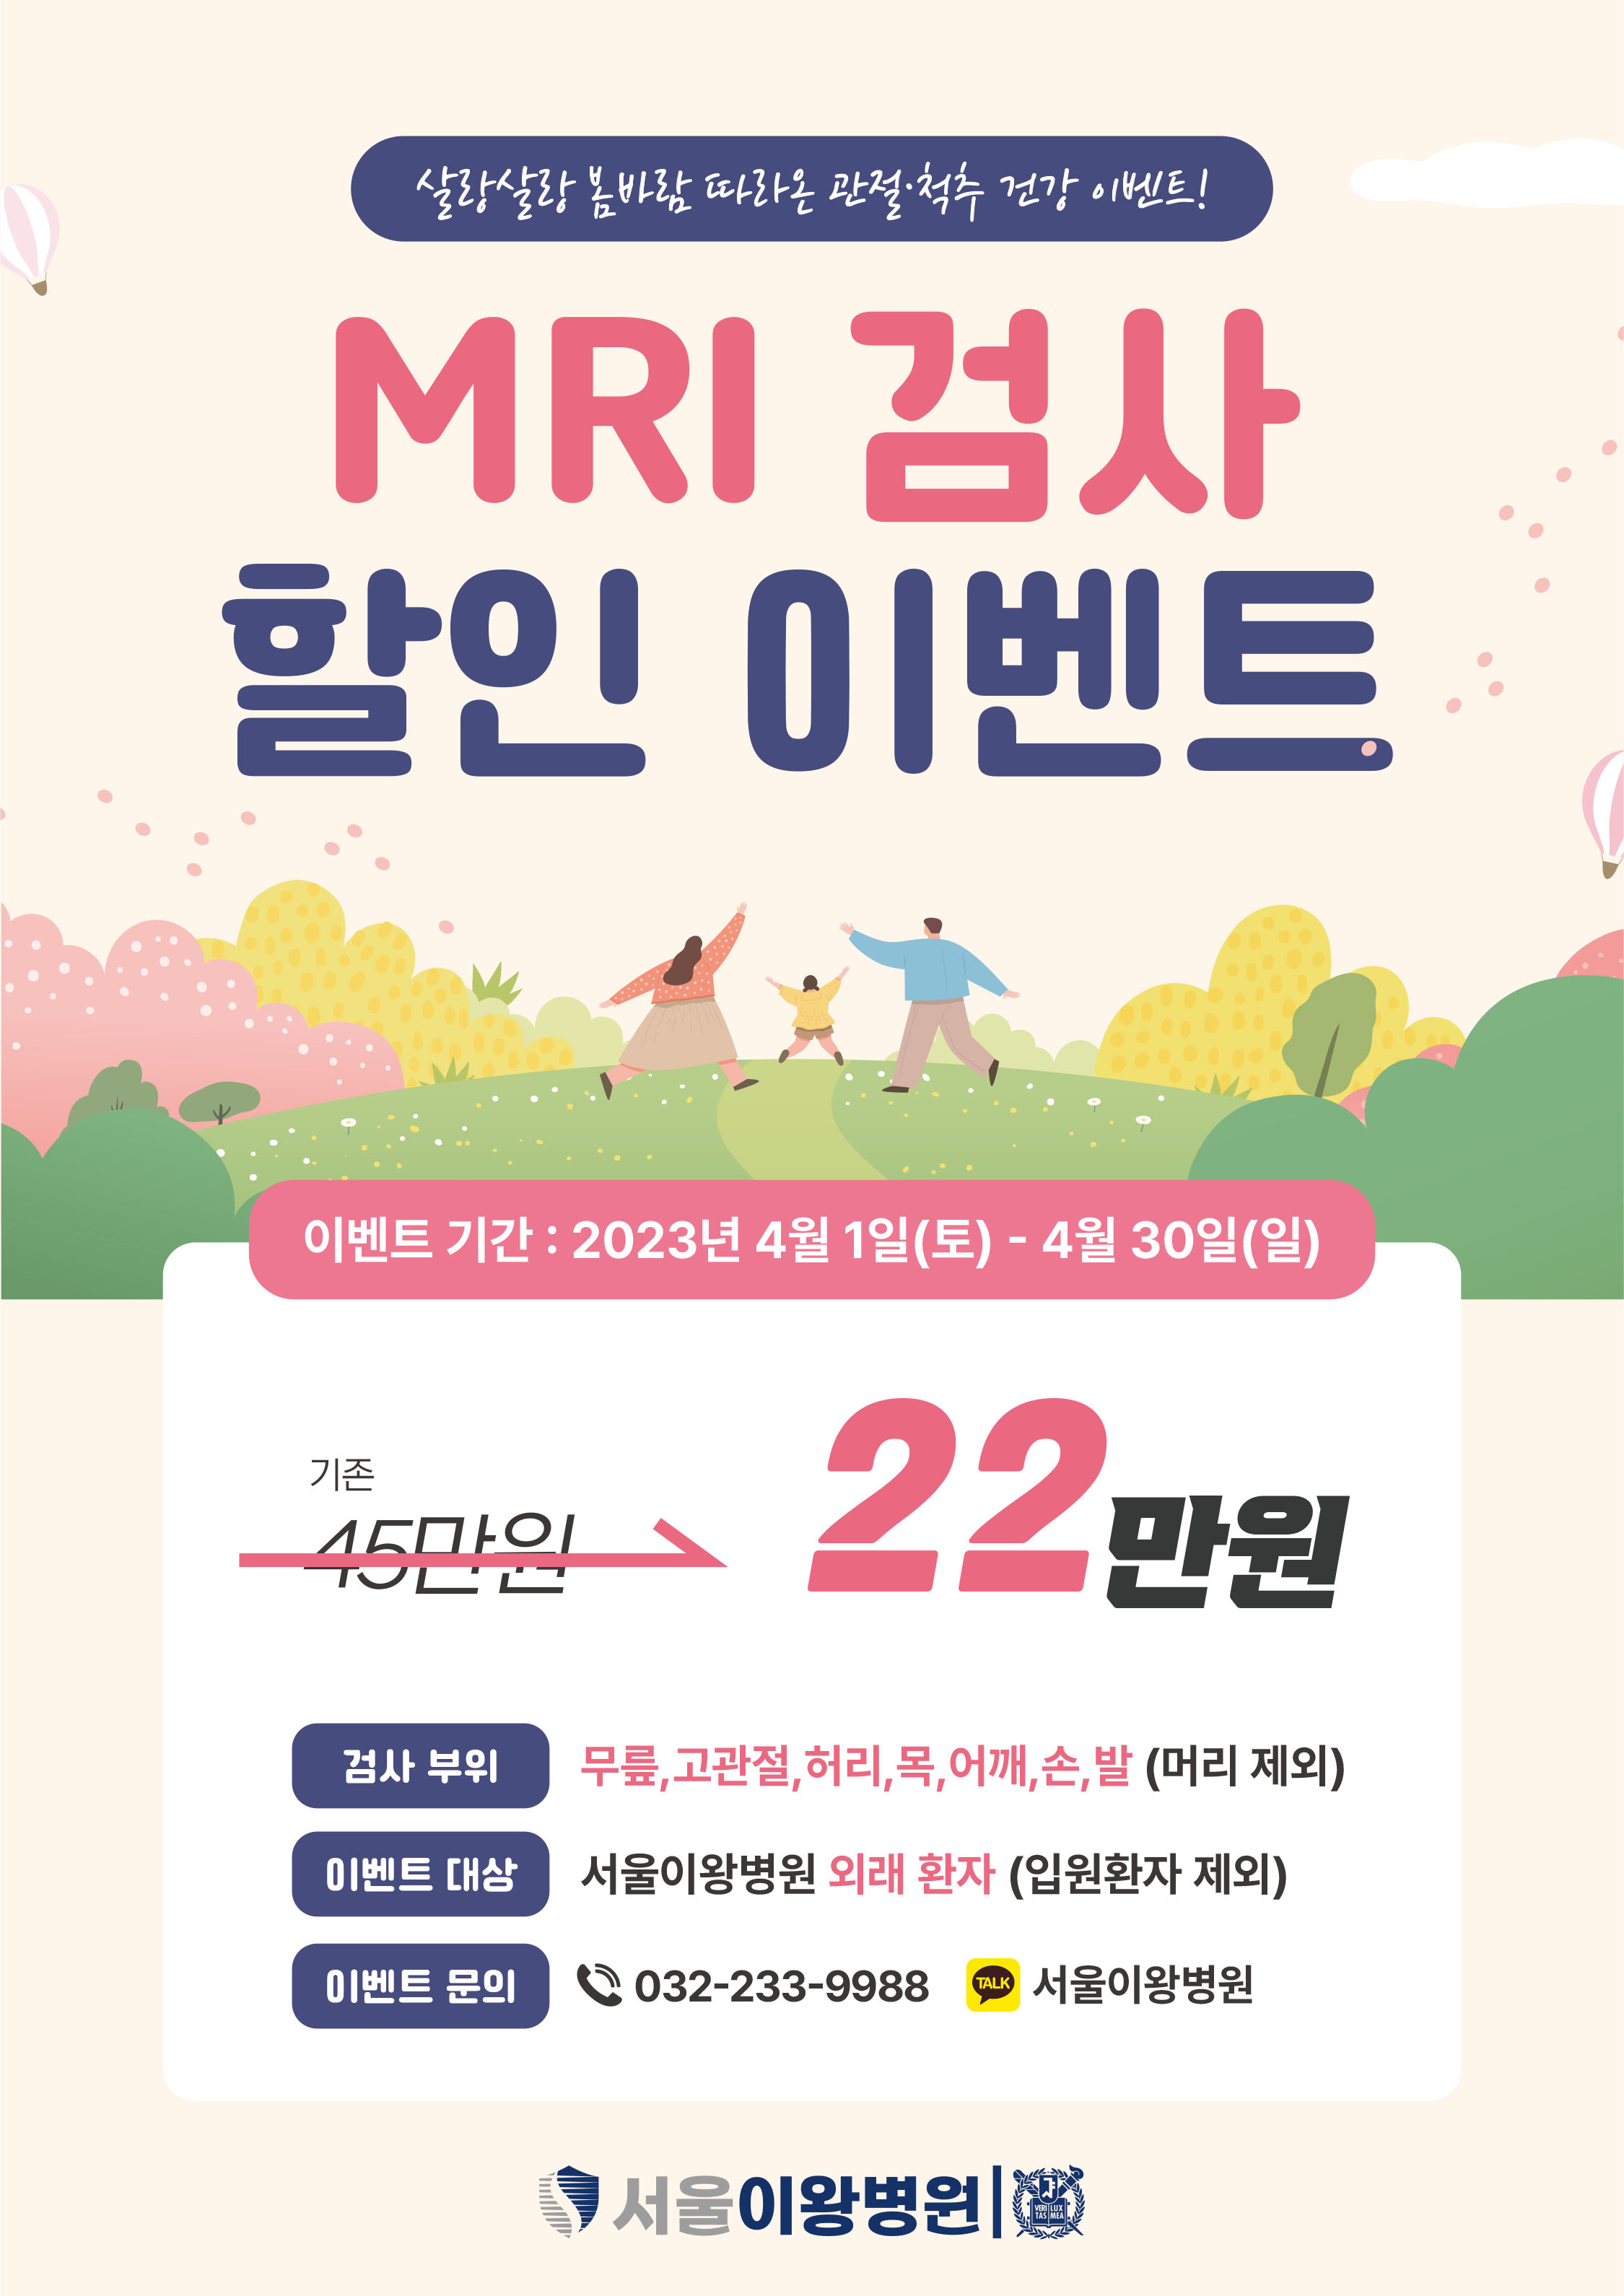 살랑살랑 봄바람 따라온 관절·척추 건강 이벤트!
MRI 검사
할인 이벤트
이벤트 기간 : 2023년 4월 1일(토) - 4월 30일(일)
기존
45만원
22만원
검사 부위 무릎,고관절,허리,목,어깨,손,발 (머리 제외)
이벤트 대상 서울이왕병원 외래 환자 (입원환자 제외)
이벤트 문의 032-233-9988 TALK 서울이왕병원
서울이왕병원
VERI LUX
TAS MEA